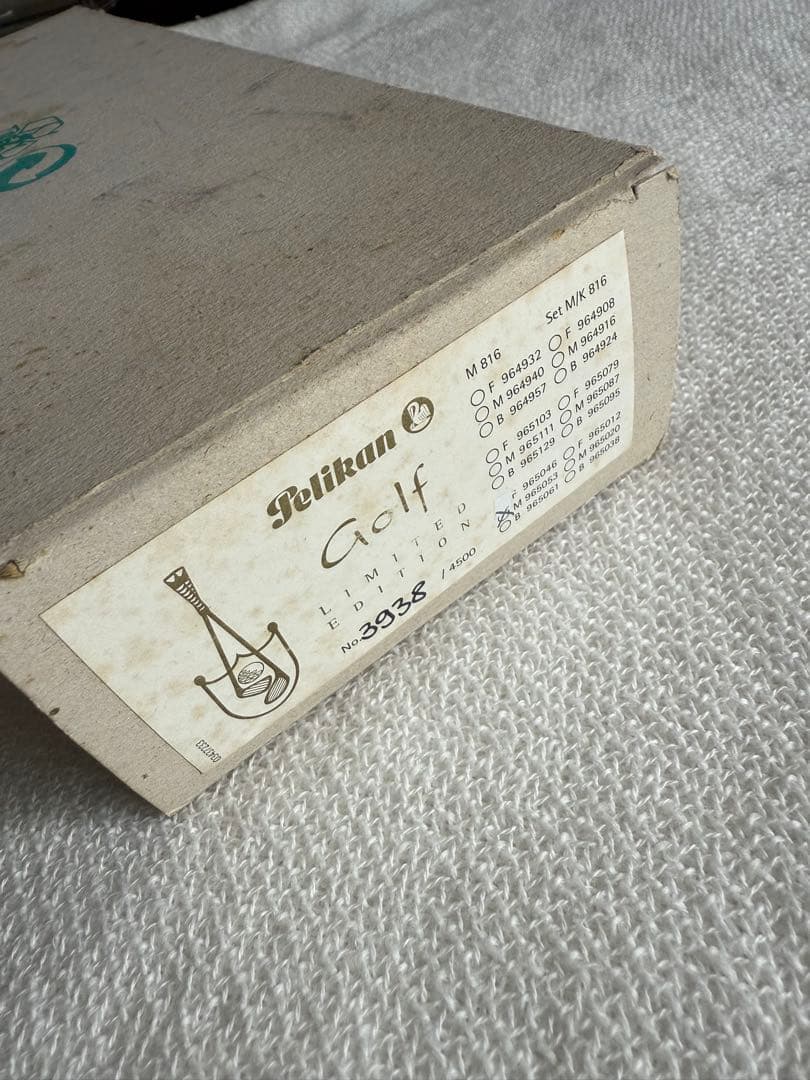 Pelikan
Golf
LIMITED
EDITION
No. 3938 / 4500
M 816
F 964932
M 964940
B 964957
F 965103
M 965111
B 965129
F 965046
M 965053
B 965061
Set M/K 816
F 964908
M 964916
B 964924
F 965079
M 965087
B 965095
F 965012
M 965020
B 965038